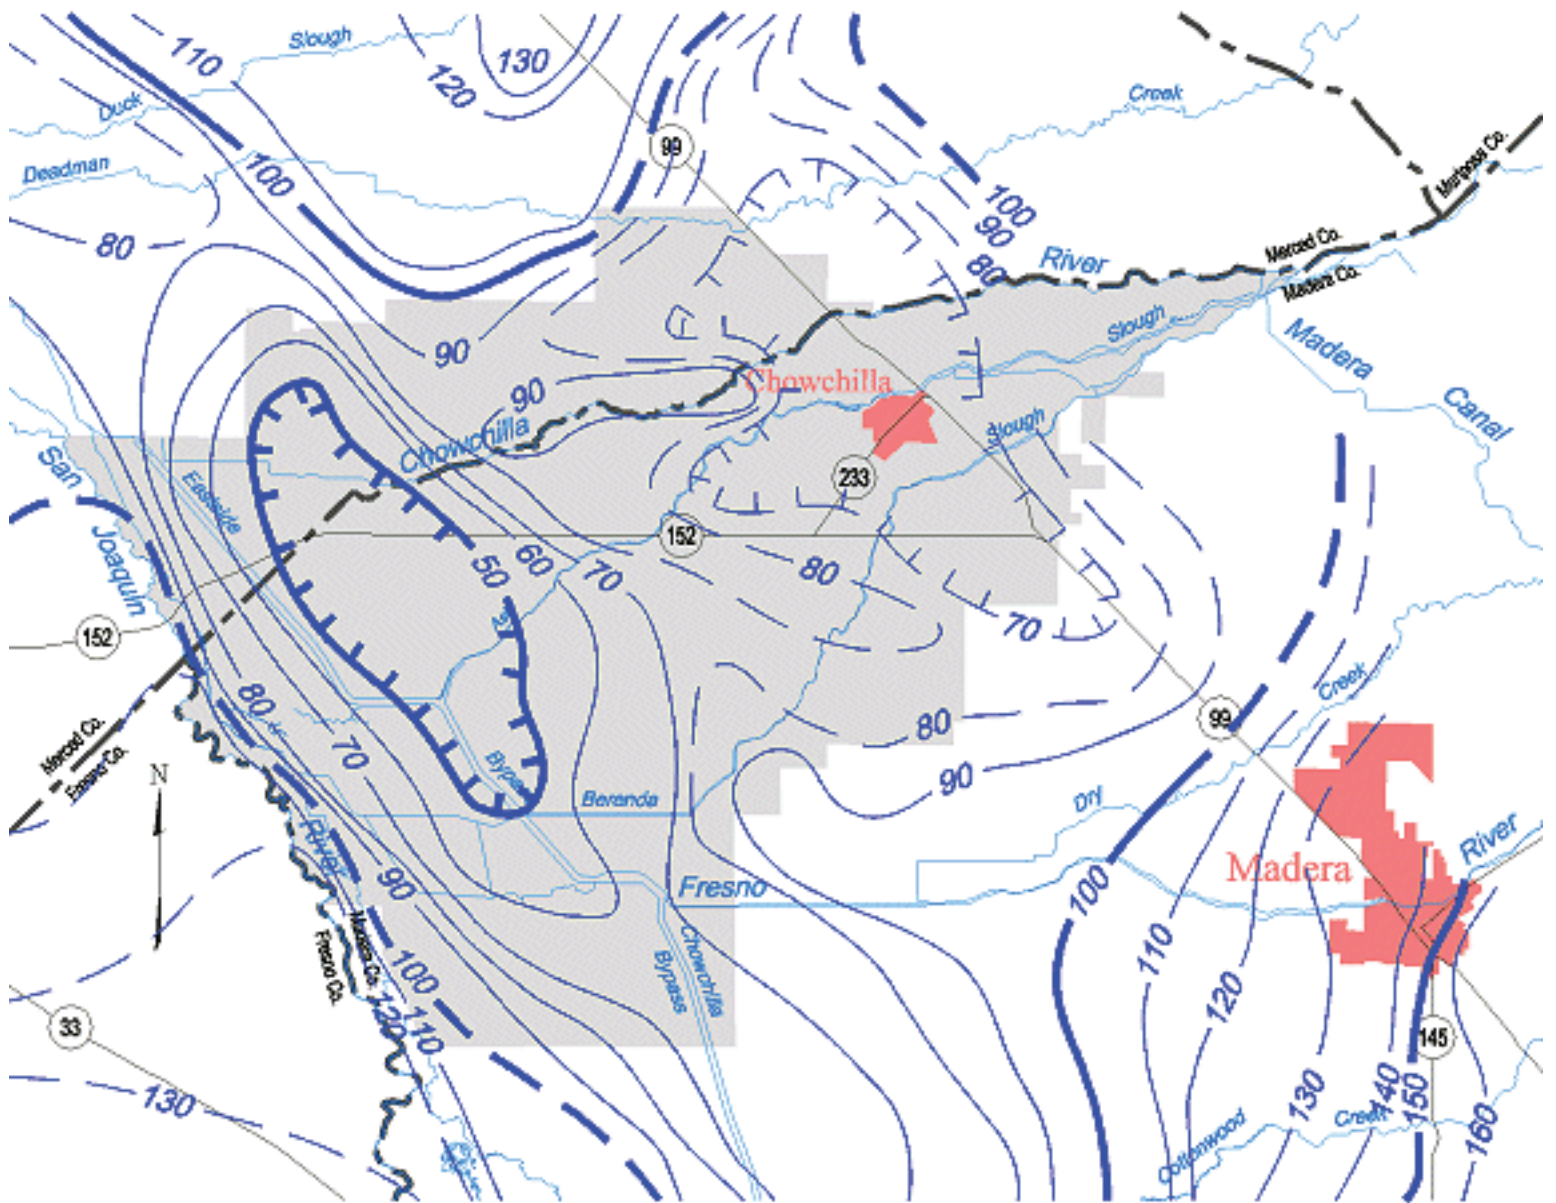 110
Slough
130
120
Duck
Creek
99
Deadman
100
Mariposa Co.
100
90
80
80
River
Merced Co.
Madera Co.
Slough
Madera
90
Chowchilla
90
Canal
Chowchilla
Slough
San
Eastside
233
152
50
60
70
80
Joaquin
152
70
80
Creek
Merced Co.
Fresno Co.
70
80
99
N
Bypass
90
Berenda
Dry
River
River
Madera
90
Fresno
100
Madera Co.
Fresno Co.
Chowchilla
Bypass
110
100
120
33
120
110
145
130
130
140
150
160
Cottonwood
Creek